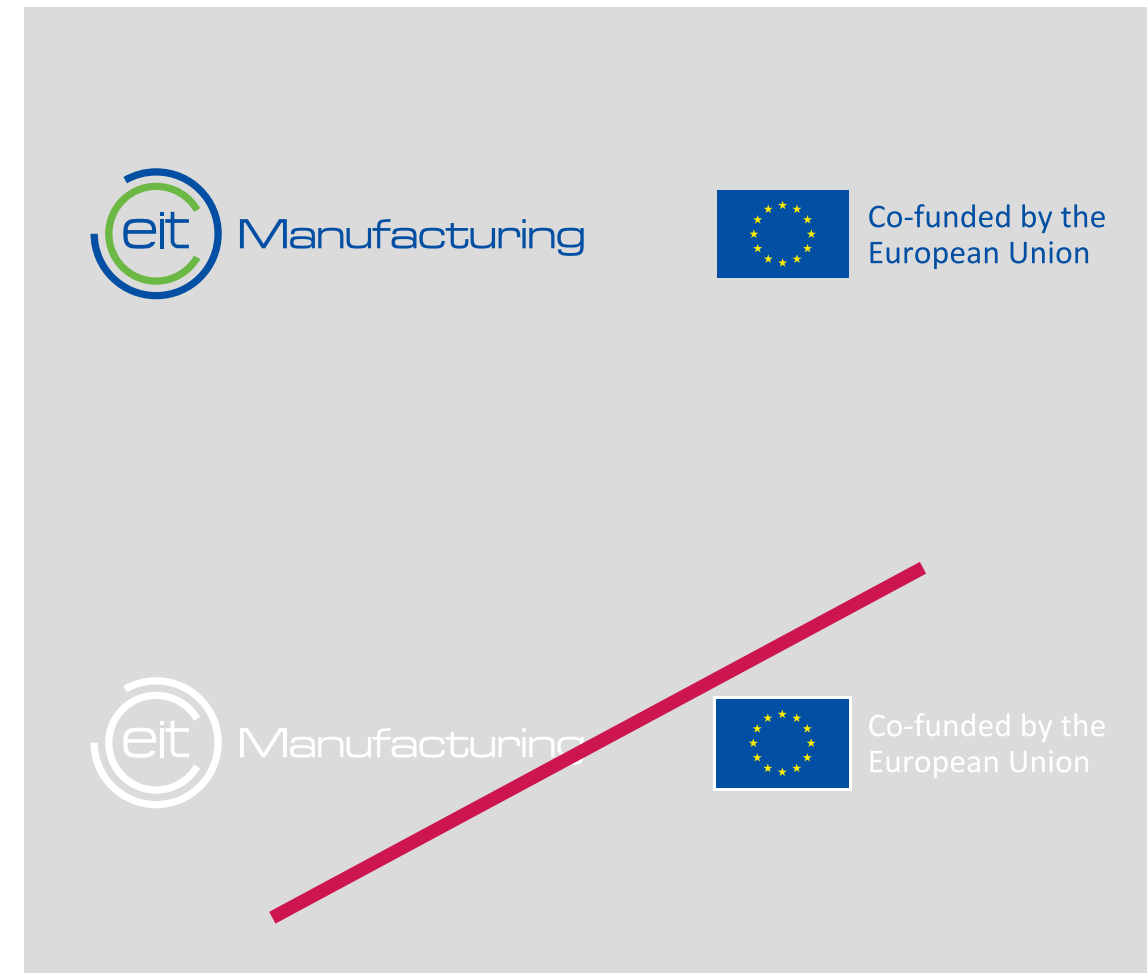 eit Manufacturing
Co-funded by the
European Union
eit Manufacturing
Co-funded by the
European Union